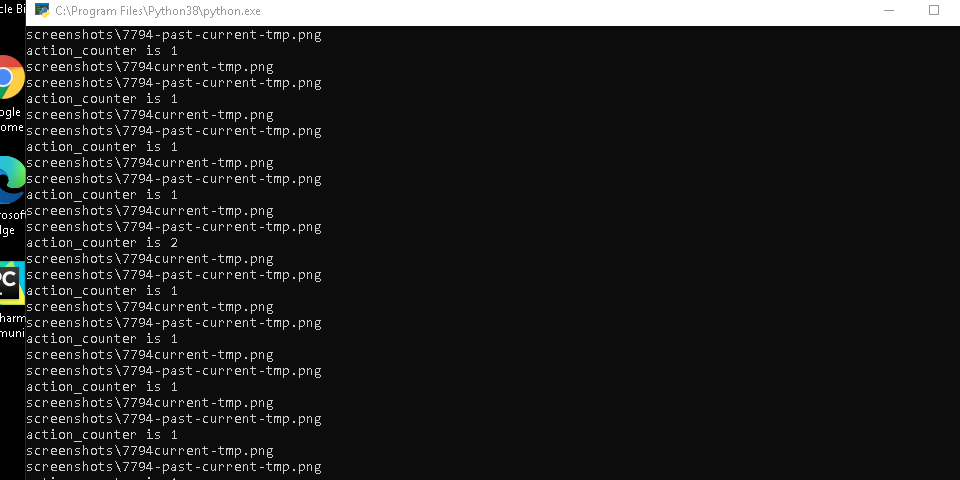 cle Bi
C:\Program Files\Python38\python.exe
screenshots\7794-past-current-tmp.png
action_counter is 1
screenshots\7794current-tmp.png
screenshots\7794-past-current-tmp.png
action_counter is 1
screenshots\7794current-tmp.png
screenshots\7794-past-current-tmp.png
action_counter is 1
screenshots\7794current-tmp.png
screenshots\7794-past-current-tmp.png
action_counter is 1
screenshots\7794current-tmp.png
screenshots\7794-past-current-tmp.png
action_counter is 2
screenshots\7794current-tmp.png
screenshots\7794-past-current-tmp.png
action_counter is 1
screenshots\7794current-tmp.png
screenshots\7794-past-current-tmp.png
action_counter is 1
screenshots\7794current-tmp.png
screenshots\7794-past-current-tmp.png
action_counter is 1
screenshots\7794current-tmp.png
screenshots\7794-past-current-tmp.png
action_counter is 1
screenshots\7794current-tmp.png
screenshots\7794-past-current-tmp.png
ogle
ome
rosof
lge
PC
harm
muni